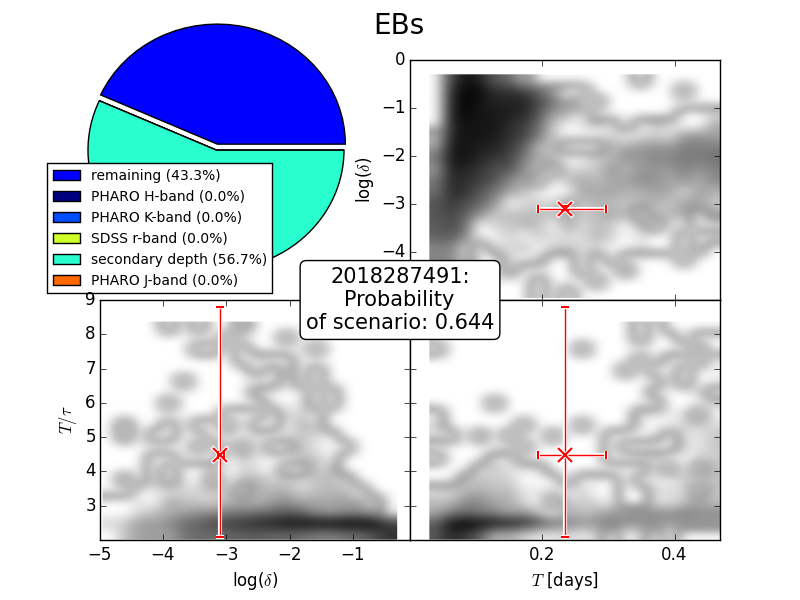 EBs
remaining (43.3%)
PHARO H-band (0.0%)
PHARO K-band (0.0%)
SDSS r-band (0.0%)
secondary depth (56.7%)
PHARO J-band (0.0%)
0
−1
−2
−3
−4
log(δ)
2018287491:
Probability
of scenario: 0.644
9
8
7
6
5
4
3
T/τ
−5 −4 −3 −2 −1
log(δ)
0.2 0.4
T [days]